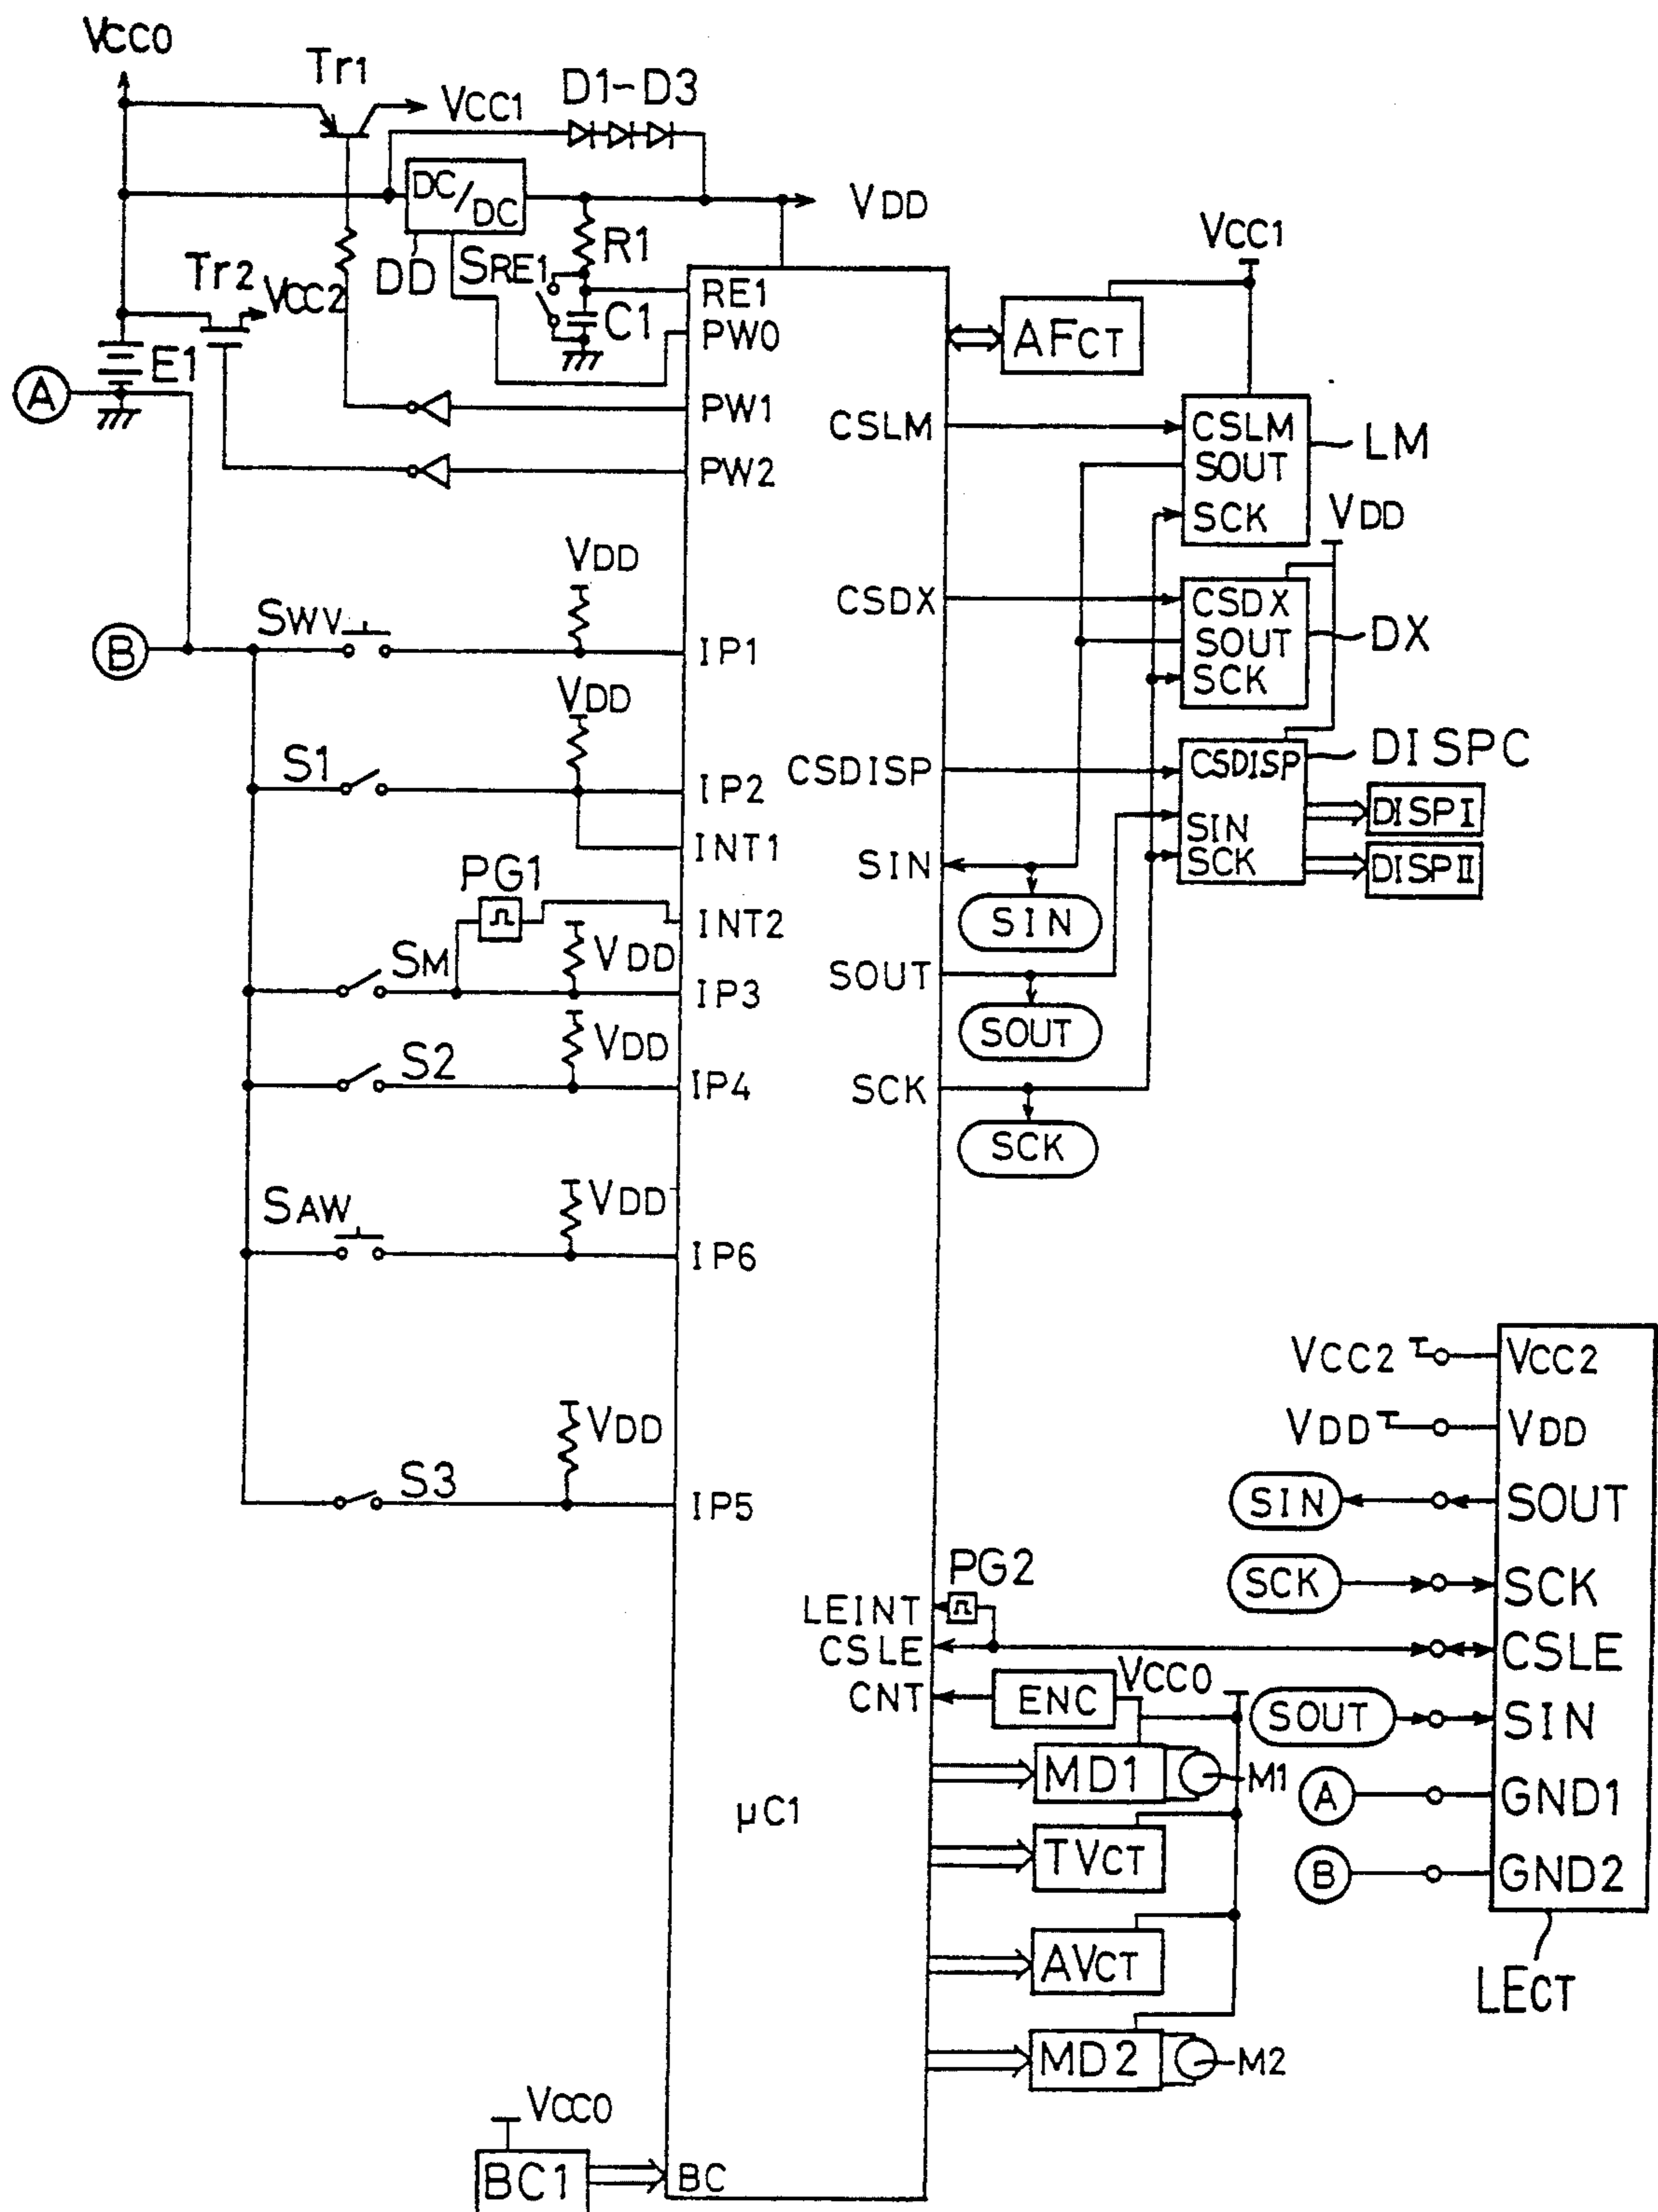 VCC0
Tr1
VCC1
D1-D3
DC/DC
VDD
DD
SRE1
R1
C1
Tr2
VCC2
E1
A
RE1
PW0
PW1
PW2
VCC1
AFCT
CSLM
CSLM
SOUT
SCK
LM
VDD
B
SWV
VDD
IP1
CSDX
CSDX
SOUT
SCK
DX
S1
VDD
IP2
INT1
CSDISP
CSDISP
SIN
SCK
DISPC
DISPI
DISPII
SIN
SIN
PG1
INT2
SM
VDD
IP3
SOUT
SOUT
S2
VDD
IP4
SCK
SCK
SAW
VDD
IP6
S3
VDD
IP5
VCC2
VCC2
VDD
VDD
SIN
SOUT
SCK
SCK
CSLE
SOUT
SIN
A
GND1
B
GND2
LECT
PG2
LEINT
CSLE
CNT
ENC
VCC0
MD1
M1
µC1
TVCT
AVCT
MD2
M2
VCC0
BC1
BC